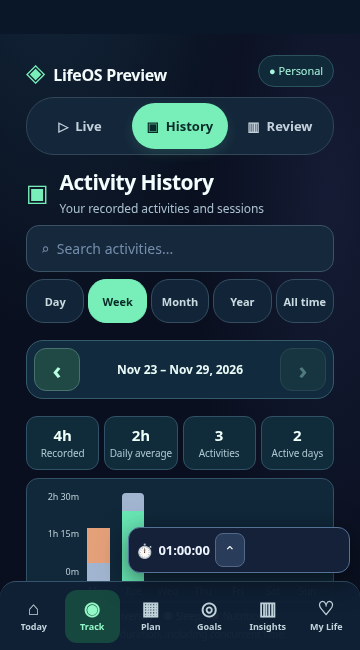 LifeOS Preview
Personal
Live
History
Review
Activity History
Your recorded activities and sessions
Search activities...
Day
Week
Month
Year
All time
Nov 23 – Nov 29, 2026
4h
Recorded
2h
Daily average
3
Activities
2
Active days
2h 30m
1h 15m
0m
01:00:00
Today
Track
Plan
Goals
Insights
My Life